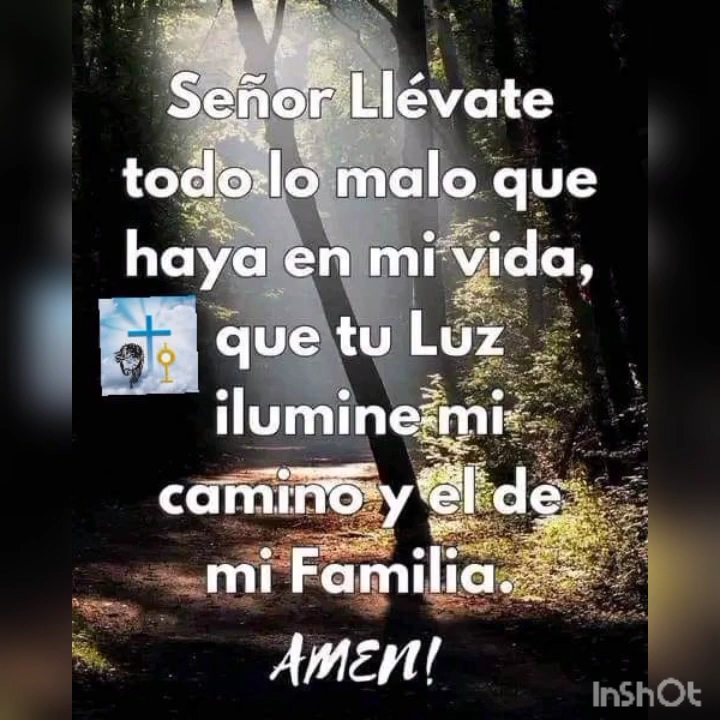 Señor Llévate
todo lo malo que
haya en mi vida,
que tu Luz
ilumine mi
camino y el de
mi Familia.
AMEN!
InShOt